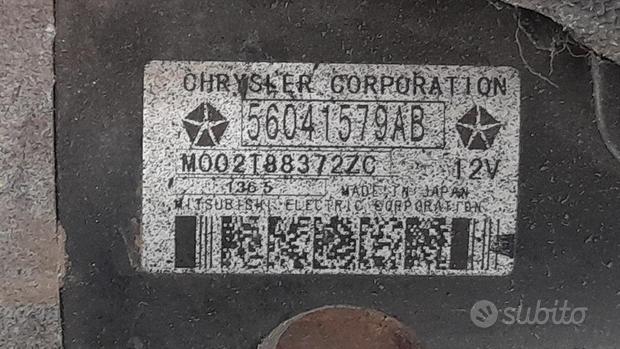 CHRYSLER CORPORATION
56041579AB
M002T88372ZC 12V
1365 MADE IN JAPAN
MITSUBISHI ELECTRIC CORPORATION
subito